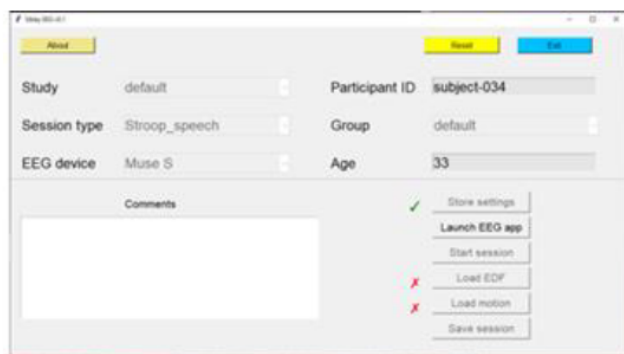 About Reset Exit
Study default Participant ID subject-034
Session type Stroop_speech Group default
EEG device Muse S Age 33
Comments
✓ Store settings
Launch EEG app
Start session
✗ Load EDF
✗ Load motion
Save session